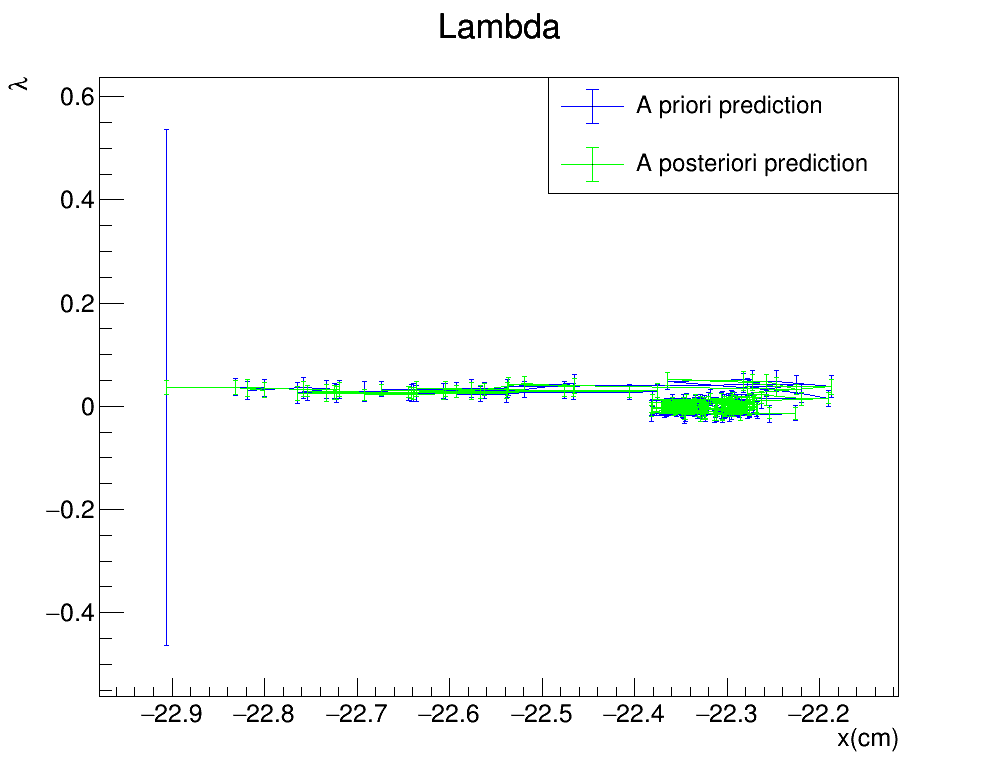 Lambda
λ
A priori prediction
A posteriori prediction
0.6
0.4
0.2
0
−0.2
−0.4
−22.9 −22.8 −22.7 −22.6 −22.5 −22.4 −22.3 −22.2
x(cm)